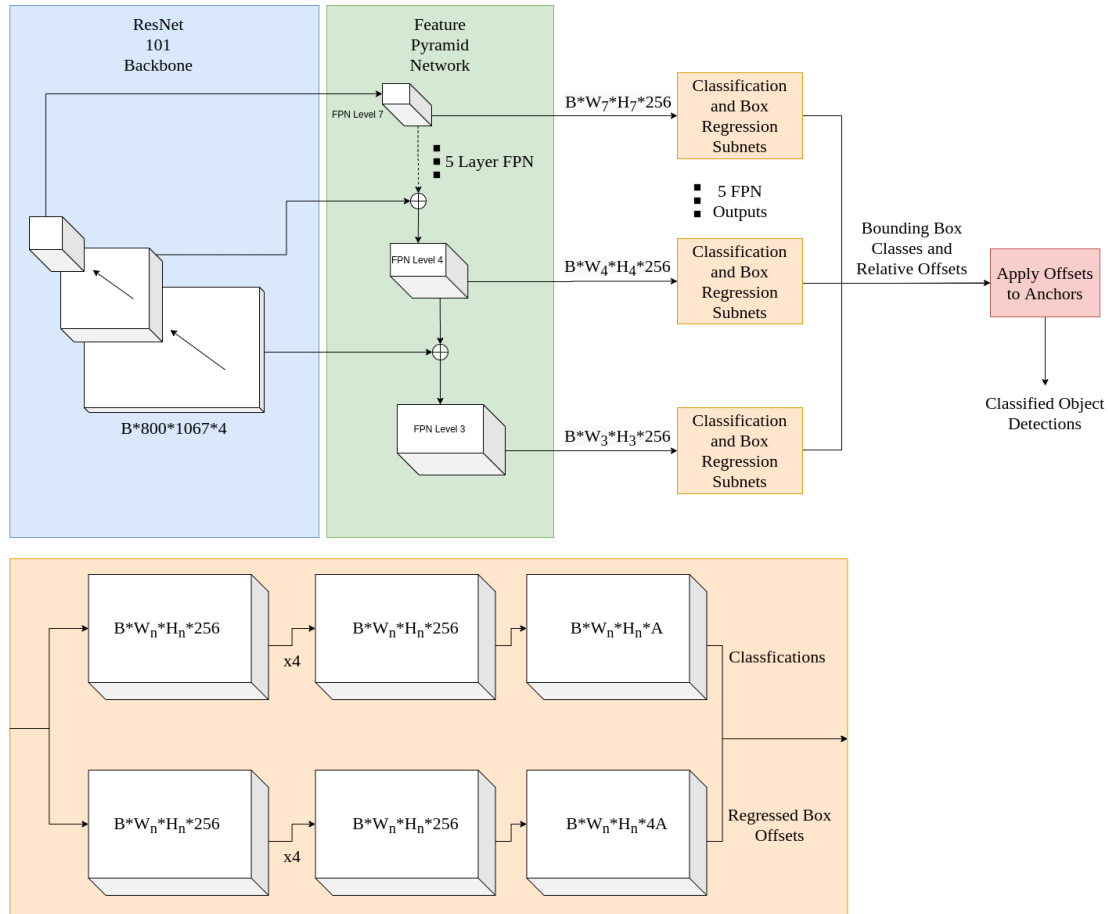 ResNet
101
Backbone
Feature
Pyramid
Network
FPN Level 7
5 Layer FPN
FPN Level 4
FPN Level 3
B*800*1067*4
B*W7*H7*256
B*W4*H4*256
B*W3*H3*256
Classification
and Box
Regression
Subnets
5 FPN
Outputs
Classification
and Box
Regression
Subnets
Classification
and Box
Regression
Subnets
Bounding Box
Classes and
Relative Offsets
Apply Offsets
to Anchors
Classified Object
Detections
B*Wn*Hn*256
x4
B*Wn*Hn*256
B*Wn*Hn*A
Classfications
B*Wn*Hn*256
x4
B*Wn*Hn*256
B*Wn*Hn*4A
Regressed Box
Offsets